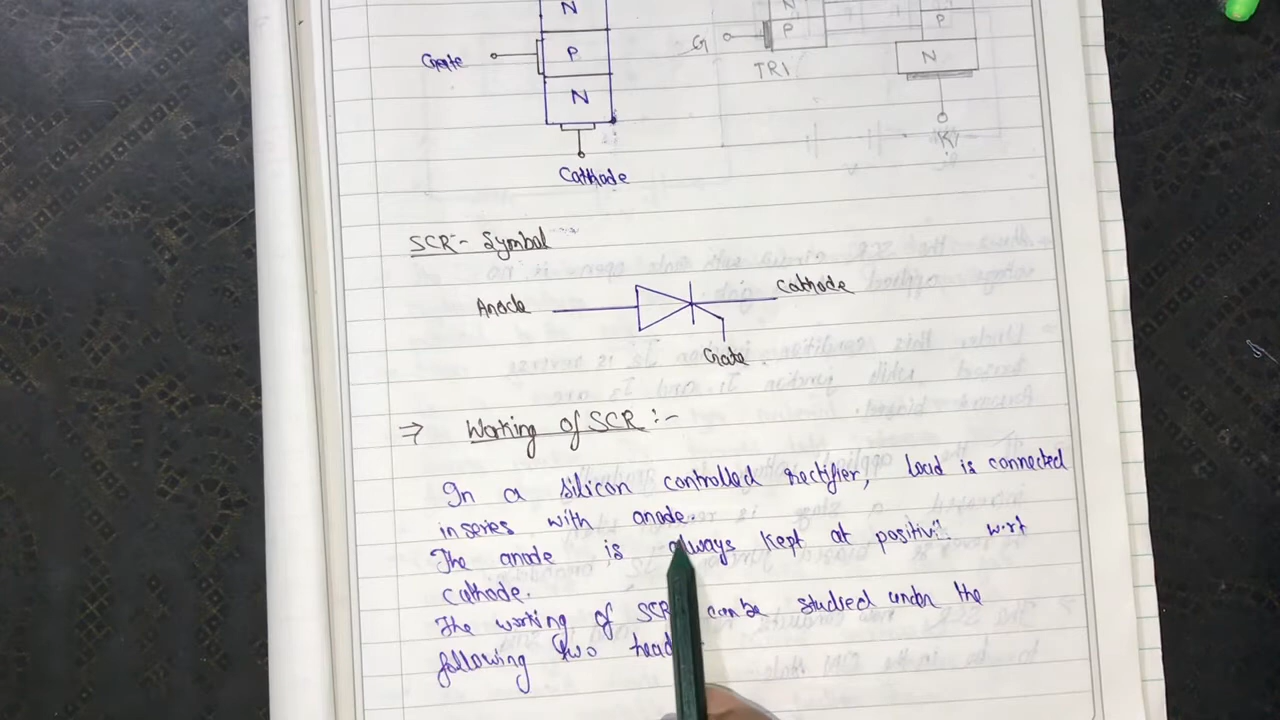 N
P
Gate
N
Cathode
N
P
G
TR1
P
N
K
SCR- Symbol
Anode
Cathode
Gate
⇒ Working of SCR :-
In a silicon controlled rectifier, load is connected
in series with anode.
The anode is always kept at positive w.r.t
cathode.
The working of SCR can be studied under the
following two head